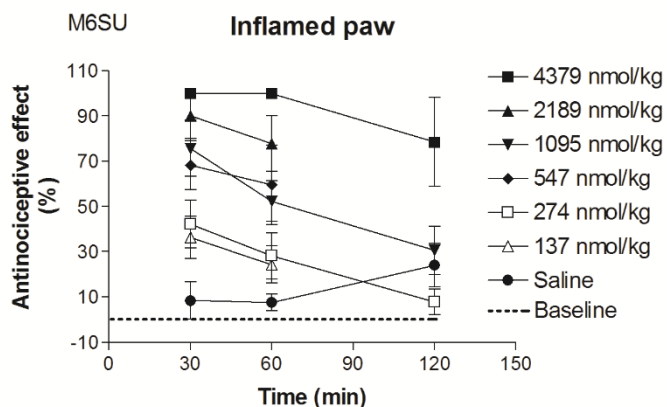 M6SU
Inflamed paw
Antinociceptive effect
(%)
110
90
70
50
30
10
-10
0
30
60
90
120
150
Time (min)
4379 nmol/kg
2189 nmol/kg
1095 nmol/kg
547 nmol/kg
274 nmol/kg
137 nmol/kg
Saline
Baseline